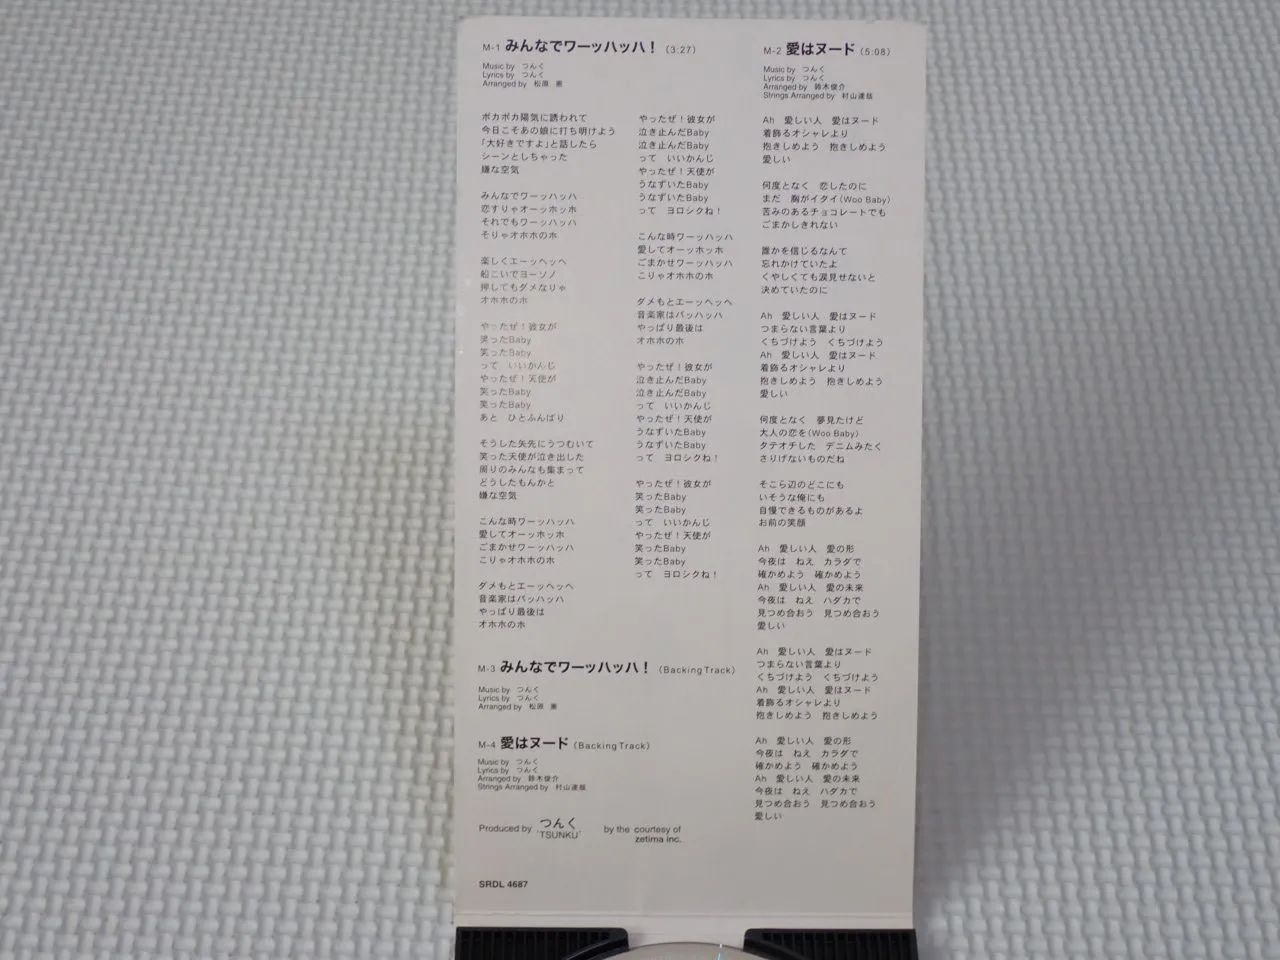 M-1 みんなでワーッハッハ！ (3:27)
Music by つんく
Lyrics by つんく
Arranged by 松原 憲
ポカポカ陽気に誘われて
今日こそあの娘に打ち明けよう
「大好きですよ」と話したら
シーンとしちゃった
嫌な空気
みんなでワーッハッハ
恋すりゃオーッホッホ
それでもワーッハッハ
そりゃオホホのホ
楽しくエーッヘッヘ
船こいでヨーソノ
押してもダメなりゃ
オホホのホ
やったぜ！彼女が
笑ったBaby
笑ったBaby
って いいかんじ
やったぜ！天使が
笑ったBaby
笑ったBaby
あと ひとふんばり
そうした矢先にうつむいて
笑った天使が泣き出した
周りのみんなも集まって
どうしたもんかと
嫌な空気
こんな時ワーッハッハ
愛してオーッホッホ
ごまかせワーッハッハ
こりゃオホホのホ
ダメもとエーッヘッヘ
音楽家はバッハッハ
やっぱり最後は
オホホのホ
やったぜ！彼女が
泣き止んだBaby
泣き止んだBaby
って いいかんじ
やったぜ！天使が
うなずいたBaby
うなずいたBaby
って ヨロシクね！
こんな時ワーッハッハ
愛してオーッホッホ
ごまかせワーッハッハ
こりゃオホホのホ
ダメもとエーッヘッヘ
音楽家はバッハッハ
やっぱり最後は
オホホのホ
やったぜ！彼女が
泣き止んだBaby
泣き止んだBaby
って いいかんじ
やったぜ！天使が
うなずいたBaby
うなずいたBaby
って ヨロシクね！
やったぜ！彼女が
笑ったBaby
笑ったBaby
って いいかんじ
やったぜ！天使が
笑ったBaby
笑ったBaby
って ヨロシクね！
M-2 愛はヌード (5:08)
Music by つんく
Lyrics by つんく
Arranged by 鈴木俊介
Strings Arranged by 村山達哉
Ah 愛しい人 愛はヌード
着飾るオシャレより
抱きしめよう 抱きしめよう
愛しい
何度となく 恋したのに
まだ 胸がイタイ(Woo Baby)
苦みのあるチョコレートでも
ごまかしきれない
誰かを信じるなんて
忘れかけていたよ
くやしくても涙見せないと
決めていたのに
Ah 愛しい人 愛はヌード
つまらない言葉より
くちづけよう くちづけよう
Ah 愛しい人 愛はヌード
着飾るオシャレより
抱きしめよう 抱きしめよう
愛しい
何度となく 夢見たけど
大人の恋を(Woo Baby)
タテオチした デニムみたく
さりげないものだね
そこら辺のどこにも
いそうな俺にも
自慢できるものがあるよ
お前の笑顔
Ah 愛しい人 愛の形
今夜は ねえ カラダで
確かめよう 確かめよう
Ah 愛しい人 愛の未来
今夜は ねえ ハダカで
見つめ合おう 見つめ合おう
愛しい
Ah 愛しい人 愛はヌード
つまらない言葉より
くちづけよう くちづけよう
Ah 愛しい人 愛はヌード
着飾るオシャレより
抱きしめよう 抱きしめよう
Ah 愛しい人 愛の形
今夜は ねえ カラダで
確かめよう 確かめよう
Ah 愛しい人 愛の未来
今夜は ねえ ハダカで
見つめ合おう 見つめ合おう
愛しい
M-3 みんなでワーッハッハ！ (Backing Track)
Music by つんく
Lyrics by つんく
Arranged by 松原 憲
M-4 愛はヌード (Backing Track)
Music by つんく
Lyrics by つんく
Arranged by 鈴木俊介
Strings Arranged by 村山達哉
Produced by つんく 'TSUNKU' by the courtesy of
zetima inc.
SRDL 4687